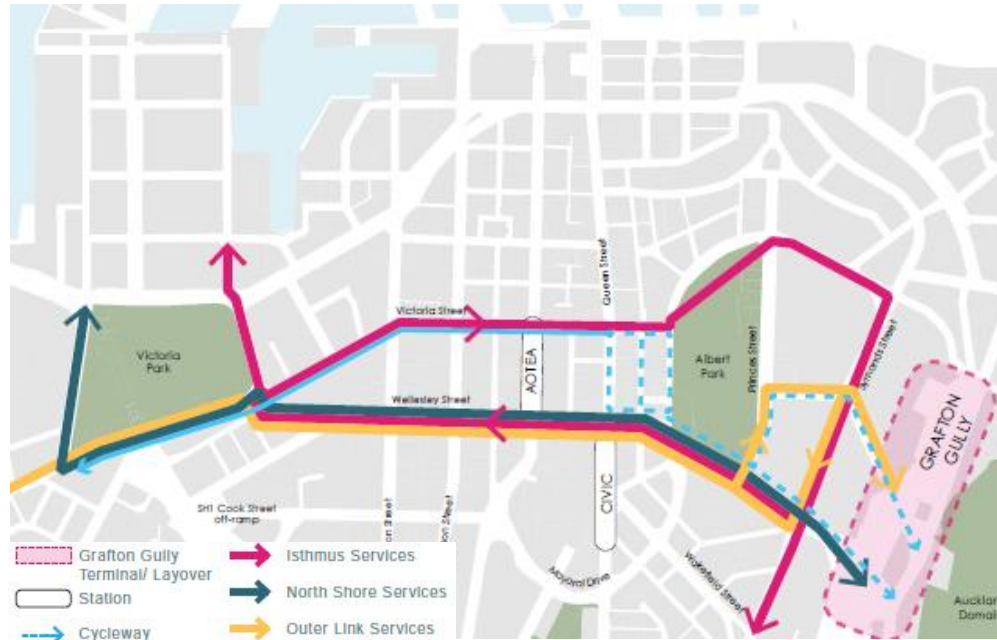 Queen Street
Victoria Street
Victoria
Park
AOTEA
Albert
Park
Princes Street
Wellesley Street
GRAFTON
GULLY
CIVIC
SH1 Cook Street
off-ramp
Mayoral Drive
Wakefield Street
Auckland
Domain
Grafton Gully
Terminal/ Layover
Station
Cycleway
Isthmus Services
North Shore Services
Outer Link Services